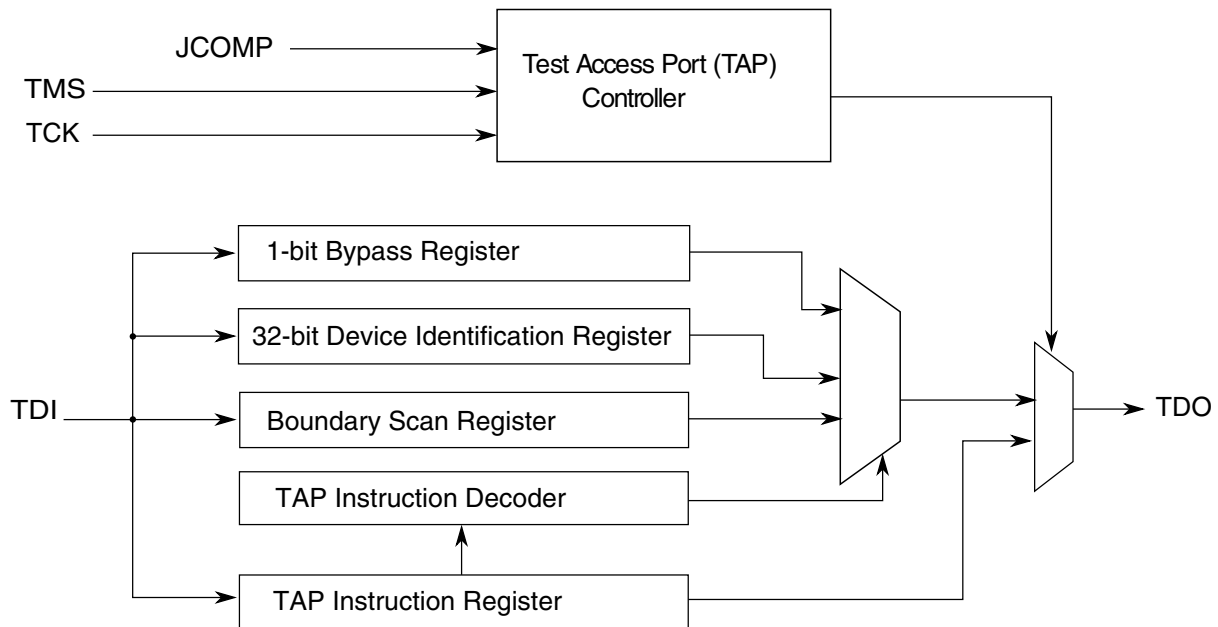 JCOMP
TMS
TCK
Test Access Port (TAP)
Controller
1-bit Bypass Register
32-bit Device Identification Register
TDI
Boundary Scan Register
TDO
TAP Instruction Decoder
TAP Instruction Register